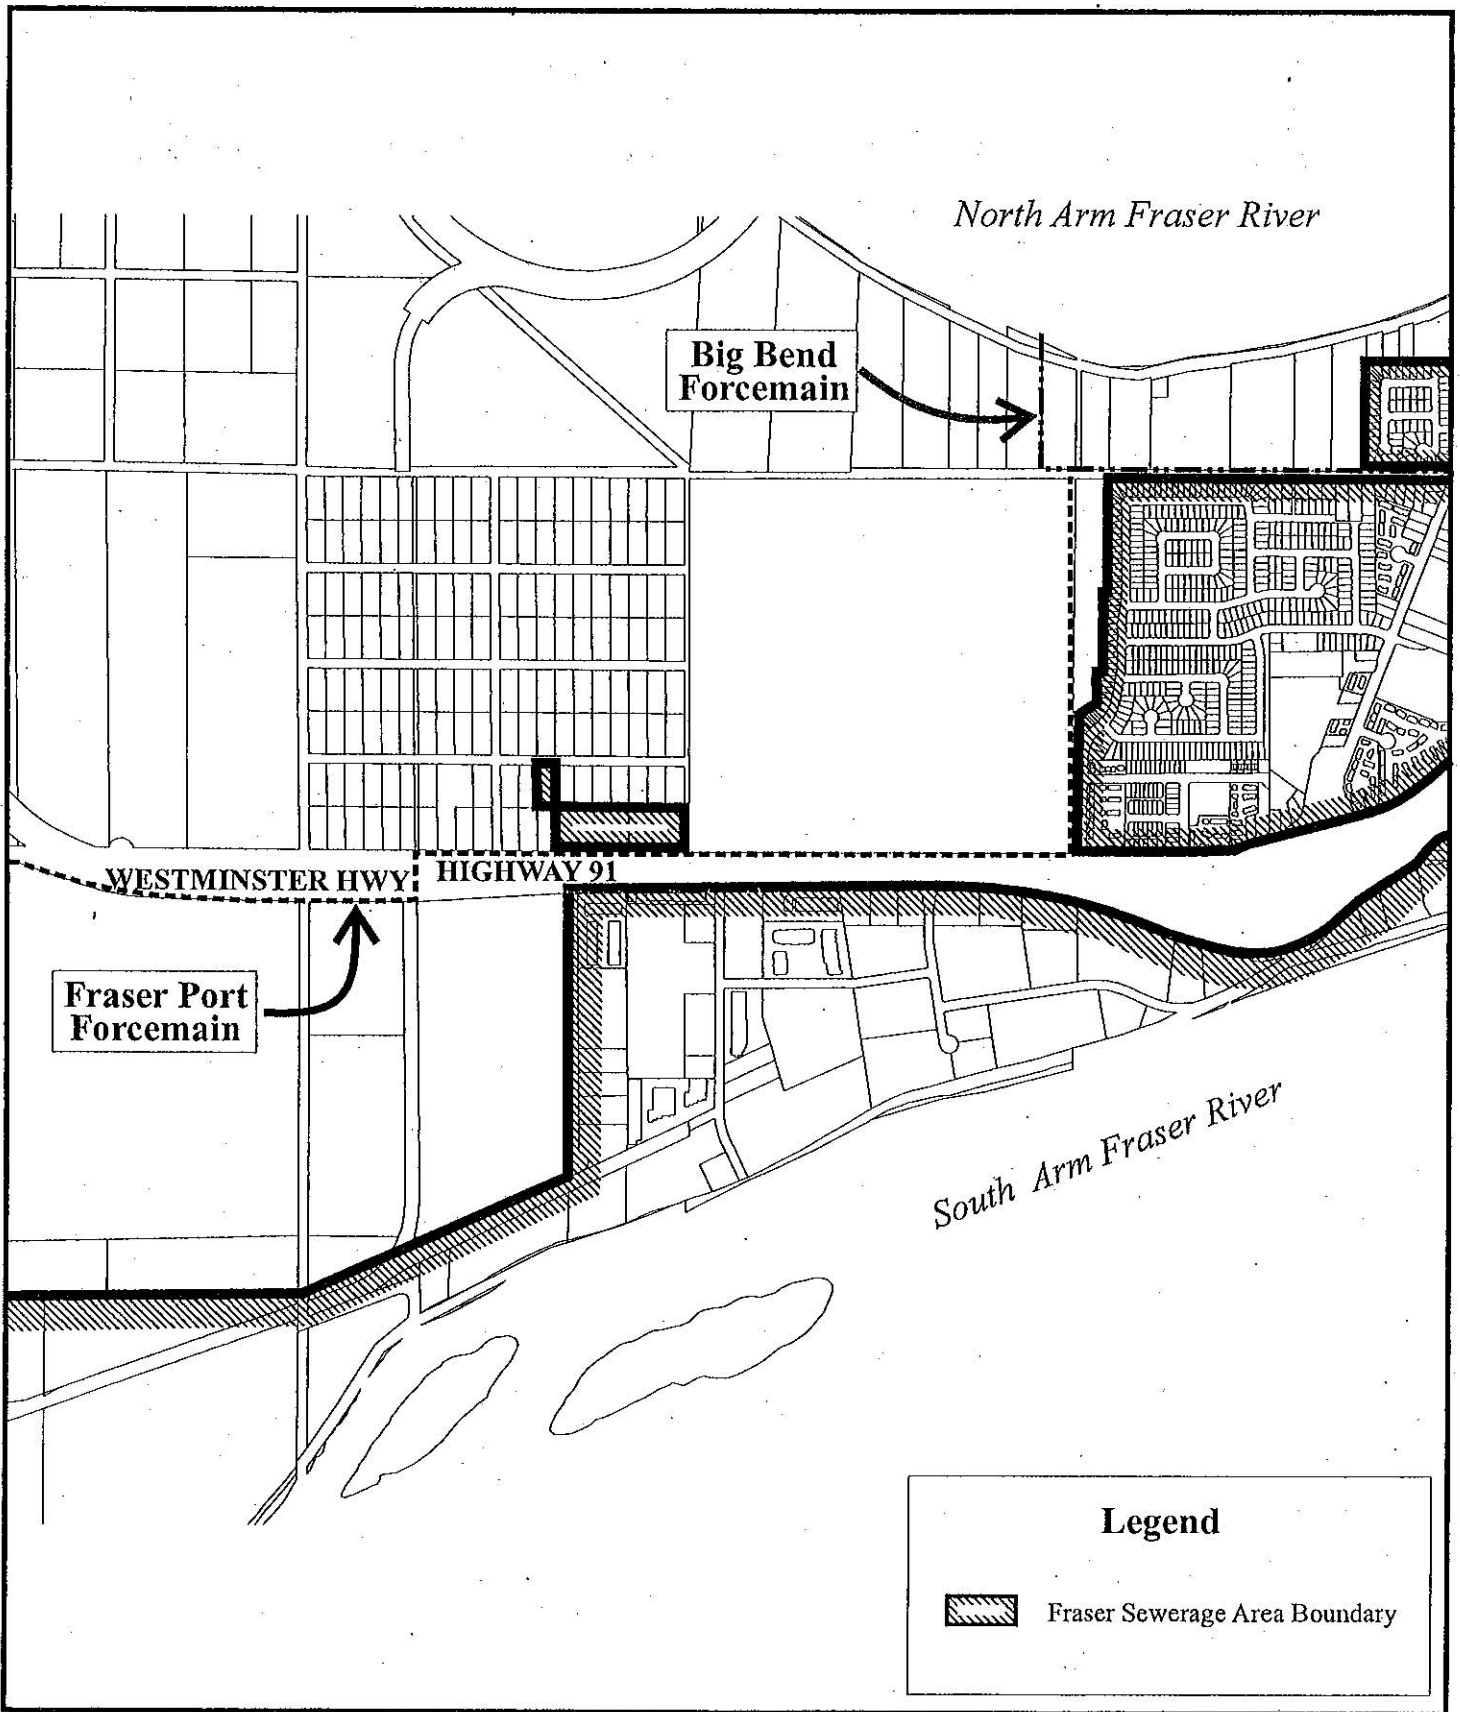 North Arm Fraser River
Big Bend
Forcemain
WESTMINSTER HWY
HIGHWAY 91
Fraser Port
Forcemain
South Arm Fraser River
Legend
Fraser Sewerage Area Boundary